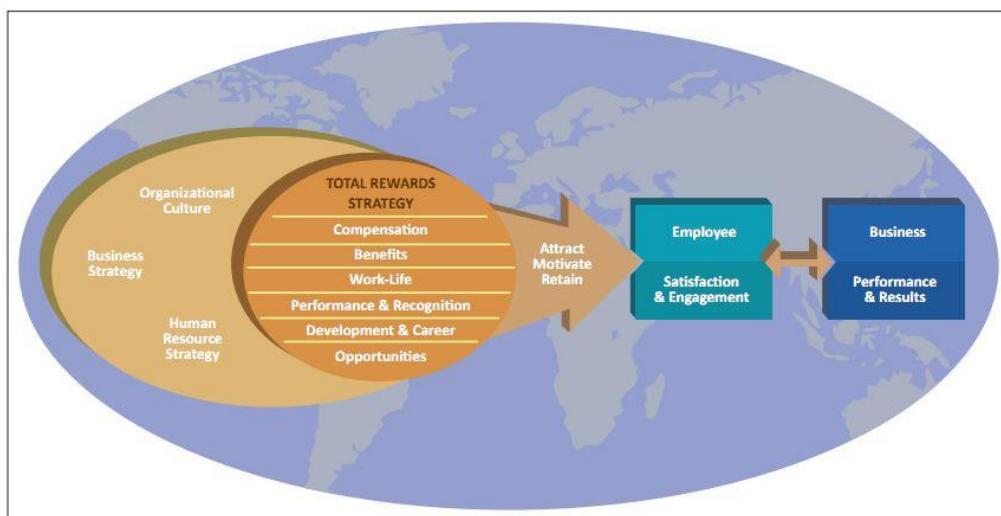 Organizational
Culture
Business
Strategy
Human
Resource
Strategy
TOTAL REWARDS
STRATEGY
Compensation
Benefits
Work-Life
Performance & Recognition
Development & Career
Opportunities
Attract
Motivate
Retain
Employee
Satisfaction
& Engagement
Business
Performance
& Results